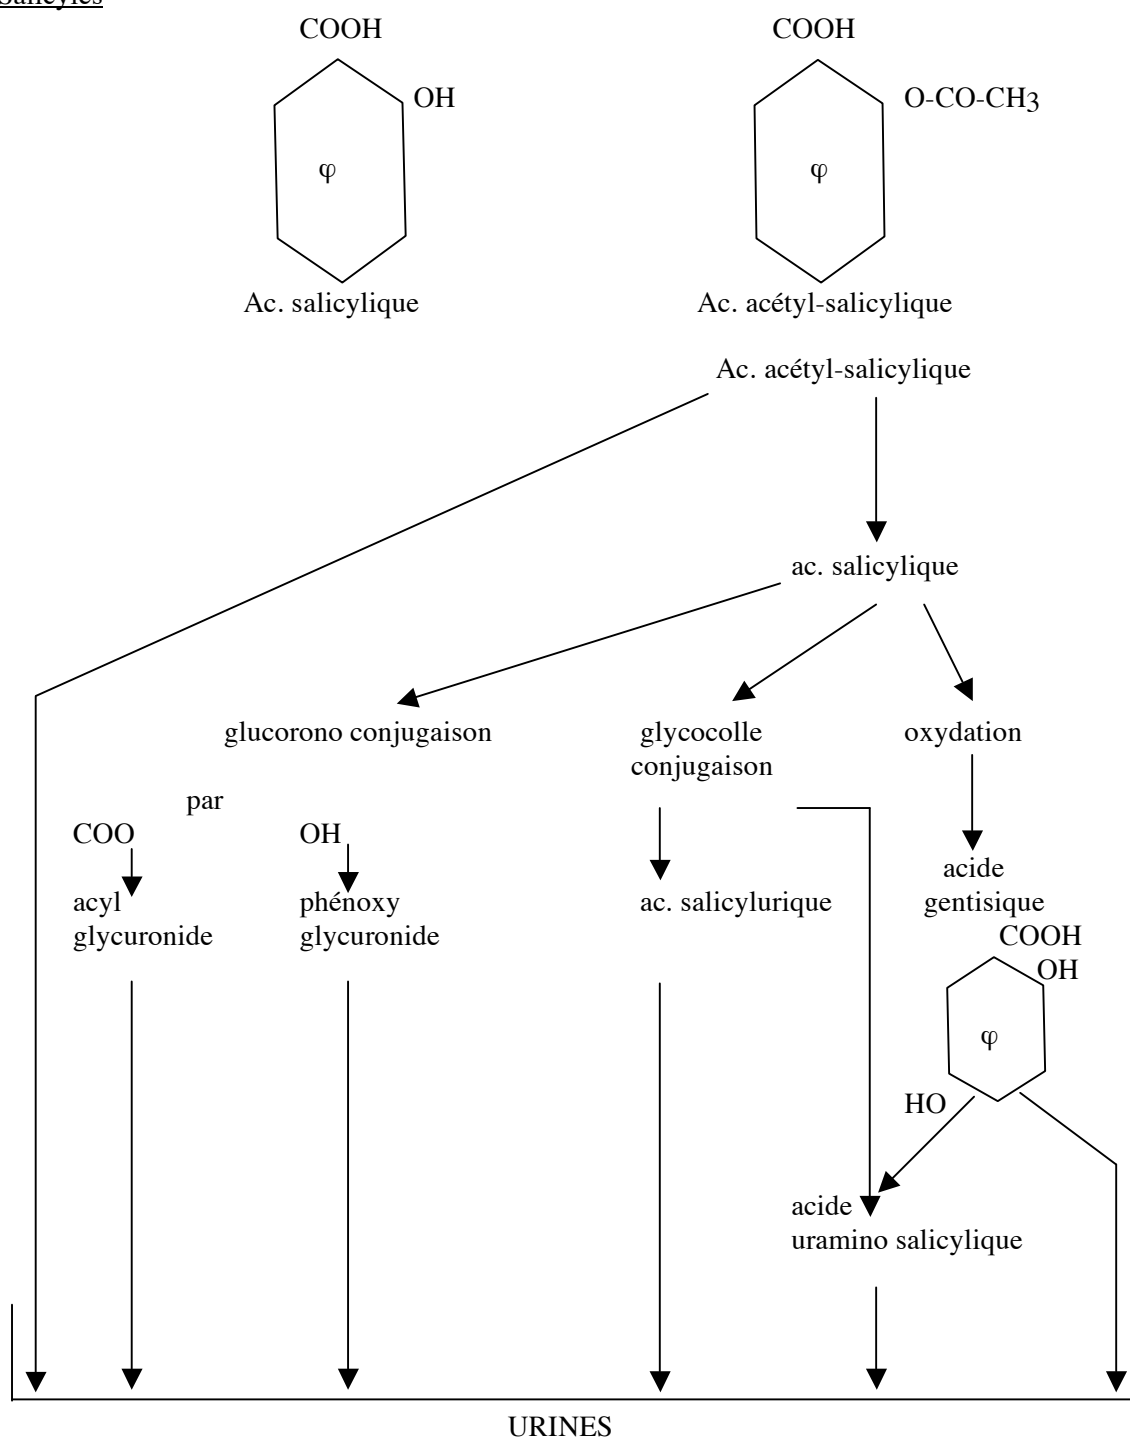 Salicylés
COOH
COOH
OH
O-CO-CH3
φ
φ
Ac. salicylique
Ac. acétyl-salicylique
Ac. acétyl-salicylique
ac. salicylique
glucorono conjugaison
glycocolle
conjugaison
oxydation
par
COO
OH
acyl
glycuronide
phénoxy
glycuronide
ac. salicylurique
acide
gentisique
COOH
OH
φ
HO
acide
uramino salicylique
URINES